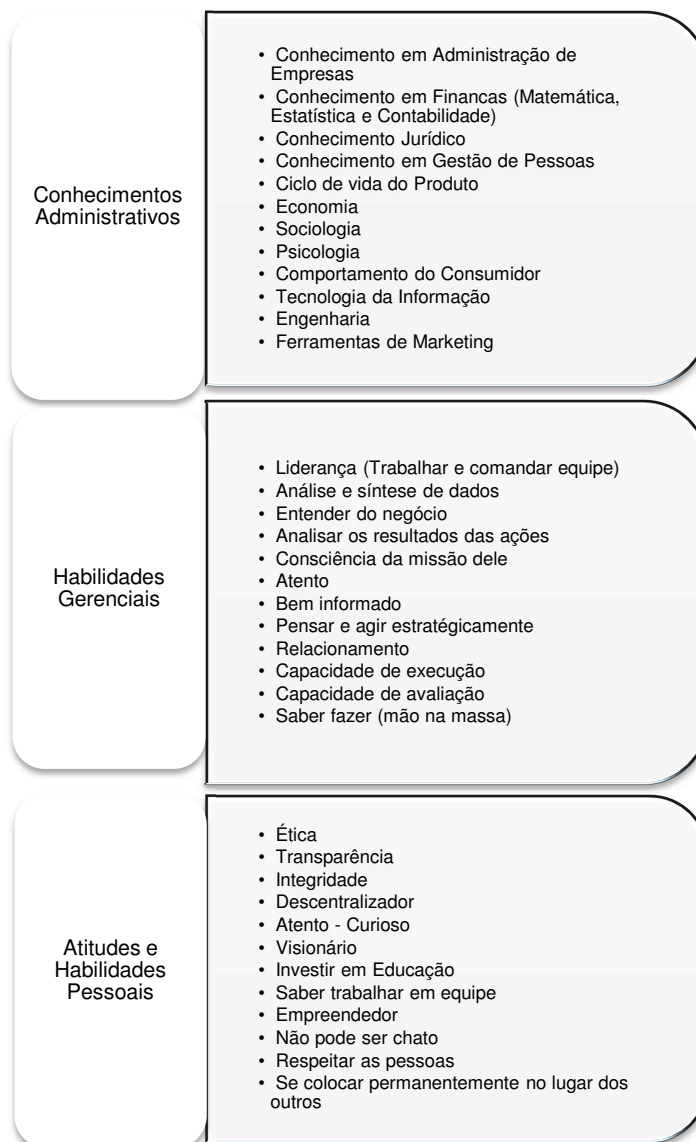 Conhecimentos
Administrativos
• Conhecimento em Administração de
Empresas
• Conhecimento em Financas (Matemática,
Estatística e Contabilidade)
• Conhecimento Jurídico
• Conhecimento em Gestão de Pessoas
• Ciclo de vida do Produto
• Economia
• Sociologia
• Psicologia
• Comportamento do Consumidor
• Tecnologia da Informação
• Engenharia
• Ferramentas de Marketing
Habilidades
Gerenciais
• Liderança (Trabalhar e comandar equipe)
• Análise e síntese de dados
• Entender do negócio
• Analisar os resultados das ações
• Consciência da missão dele
• Atento
• Bem informado
• Pensar e agir estratégicamente
• Relacionamento
• Capacidade de execução
• Capacidade de avaliação
• Saber fazer (mão na massa)
Atitudes e
Habilidades
Pessoais
• Ética
• Transparência
• Integridade
• Descentralizador
• Atento - Curioso
• Visionário
• Investir em Educação
• Saber trabalhar em equipe
• Empreendedor
• Não pode ser chato
• Respeitar as pessoas
• Se colocar permanentemente no lugar dos
outros